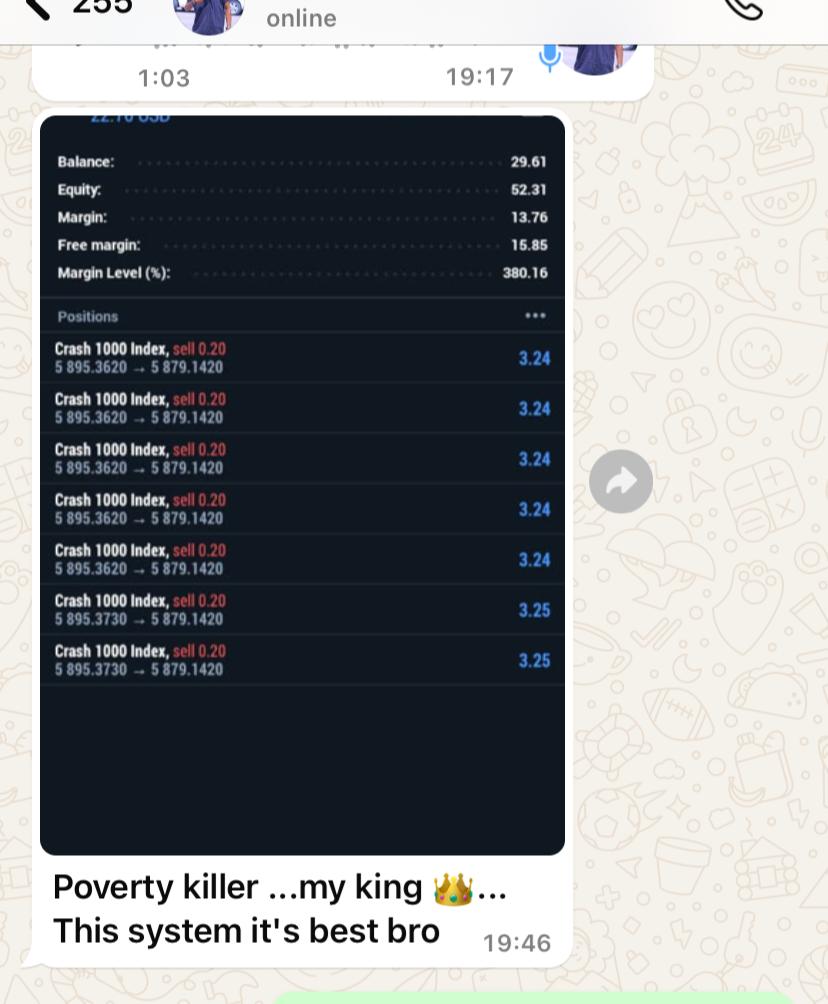 255
online
1:03
19:17
22.70 USD
Balance: 29.61
Equity: 52.31
Margin: 13.76
Free margin: 15.85
Margin Level (%): 380.16
Positions
Crash 1000 Index, sell 0.20
5 895.3620 → 5 879.1420 3.24
Crash 1000 Index, sell 0.20
5 895.3620 → 5 879.1420 3.24
Crash 1000 Index, sell 0.20
5 895.3620 → 5 879.1420 3.24
Crash 1000 Index, sell 0.20
5 895.3620 → 5 879.1420 3.24
Crash 1000 Index, sell 0.20
5 895.3620 → 5 879.1420 3.24
Crash 1000 Index, sell 0.20
5 895.3730 → 5 879.1420 3.25
Crash 1000 Index, sell 0.20
5 895.3730 → 5 879.1420 3.25
Poverty killer ...my king 👑...
This system it's best bro
19:46